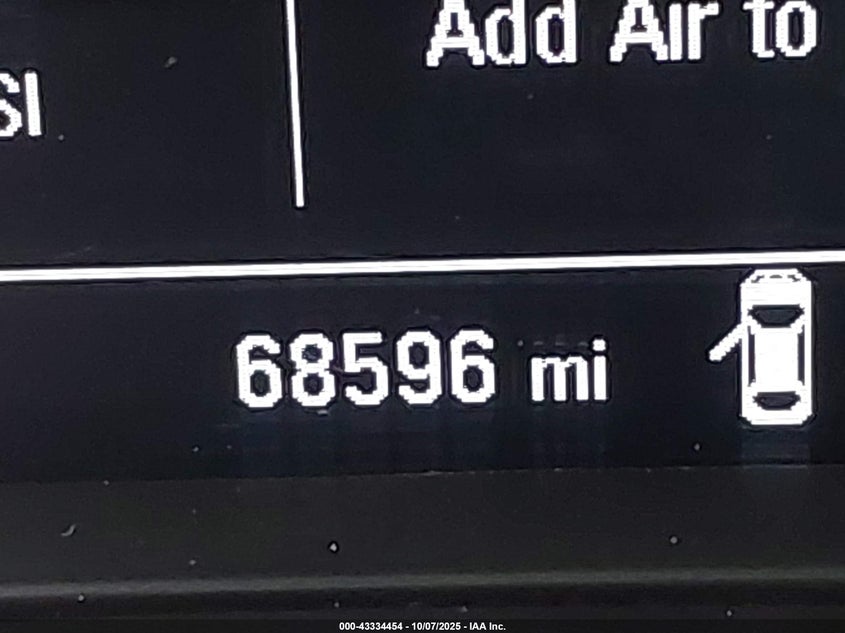 Add Air to
SI
68596 mi
000-43334454 - 10/07/2025 - IAA Inc.